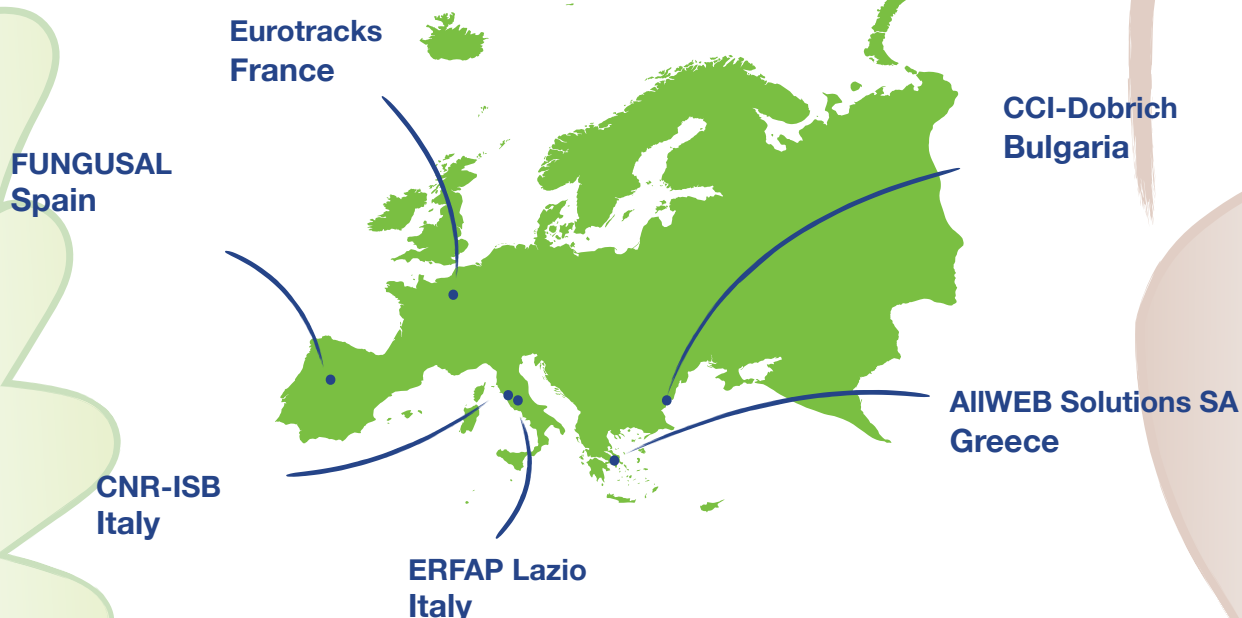 Eurotracks
France
CCI-Dobrich
Bulgaria
FUNGUSAL
Spain
AllWEB Solutions SA
Greece
CNR-ISB
Italy
ERFAP Lazio
Italy